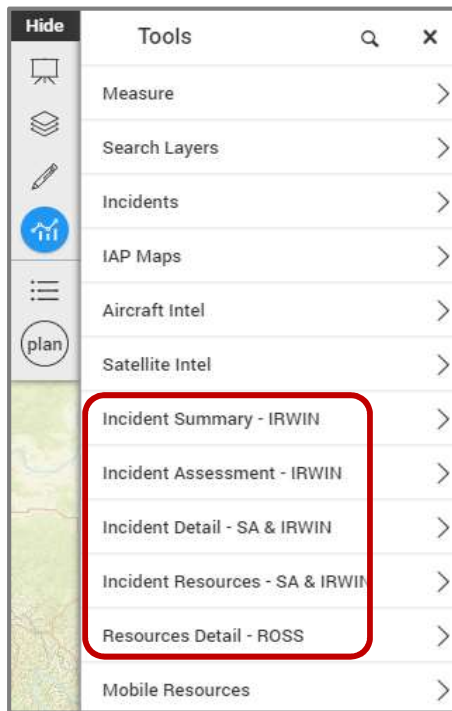 Hide
Tools
Measure
Search Layers
Incidents
IAP Maps
Aircraft Intel
plan
Satellite Intel
Incident Summary - IRWIN
Incident Assessment - IRWIN
Incident Detail - SA & IRWIN
Incident Resources - SA & IRWIN
Resources Detail - ROSS
Mobile Resources